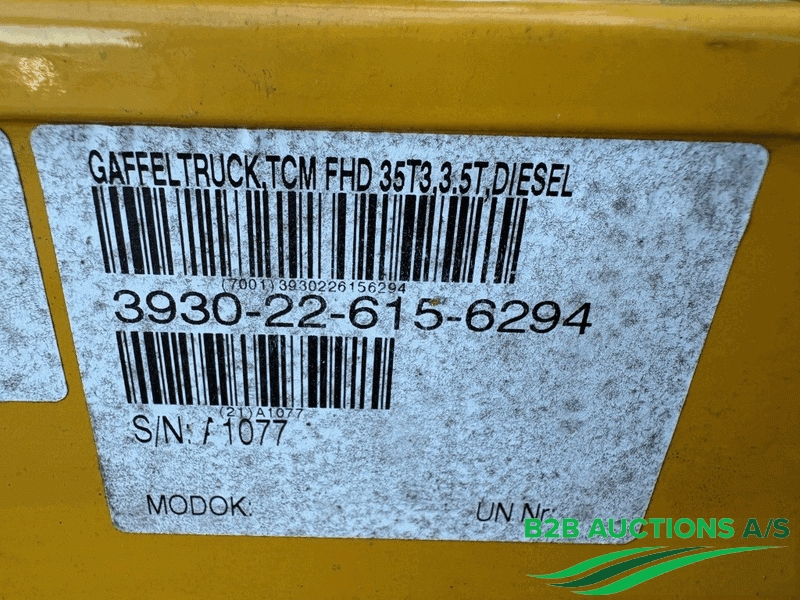 GAFFELTRUCK,TCM FHD 35T3,3.5T,DIESEL
(7001)3930226156294
3930-22-615-6294
(21)A1077
S/N: A1077
MODOK.
UN Nr:
B2B AUCTIONS A/S